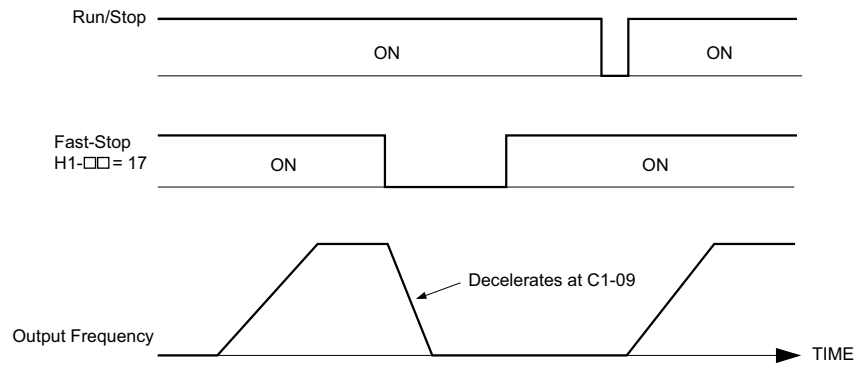 Run/Stop
ON
ON
Fast-Stop
H1-□□= 17
ON
ON
Decelerates at C1-09
Output Frequency
TIME